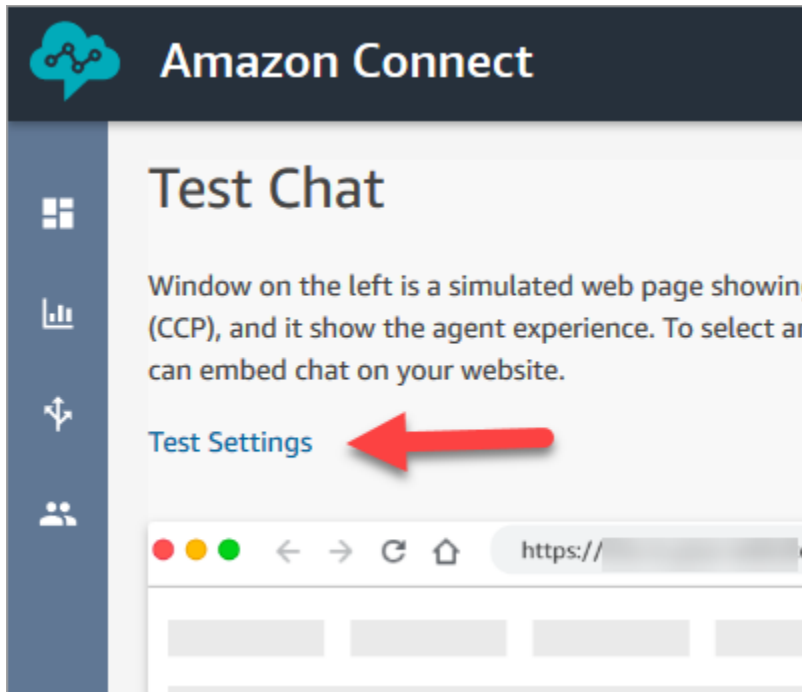 Amazon Connect
Test Chat
Window on the left is a simulated web page showin
(CCP), and it show the agent experience. To select a
can embed chat on your website.
Test Settings
https://